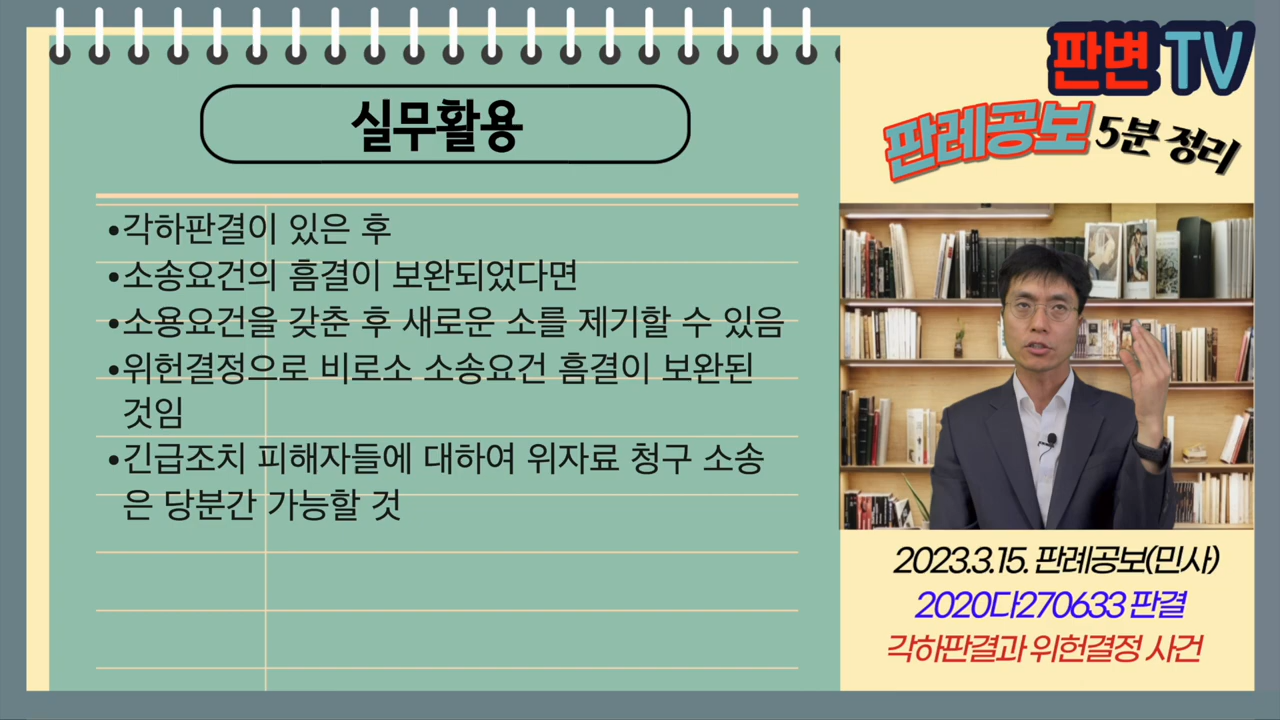 실무활용
•각하판결이 있은 후
•소송요건의 흠결이 보완되었다면
•소용요건을 갖춘 후 새로운 소를 제기할 수 있음
•위헌결정으로 비로소 소송요건 흠결이 보완된
것임
•긴급조치 피해자들에 대하여 위자료 청구 소송
은 당분간 가능할 것
판변 TV
판례공보 5분 정리
2023.3.15. 판례공보(민사)
2020다270633 판결
각하판결과 위헌결정 사건